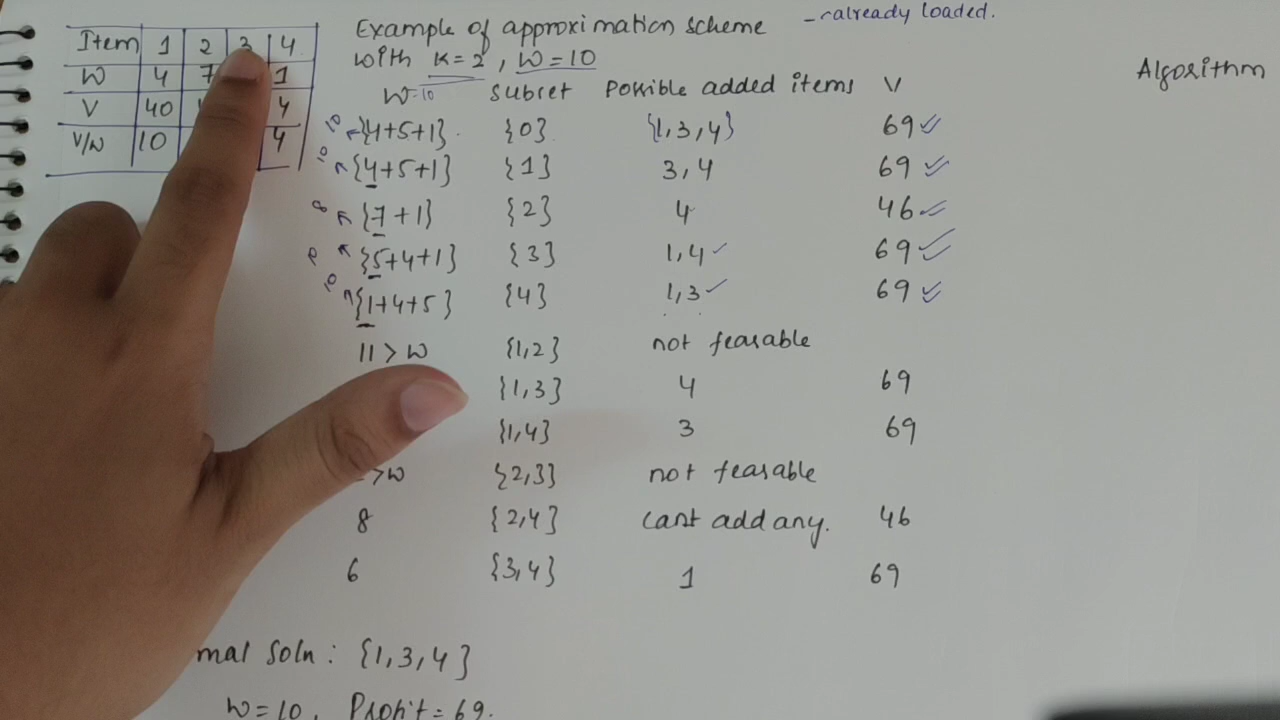 Example of approximation scheme - already loaded.
with K=2, W=10
Item 1 2 3 4
W 4 7 1
V 40 4
V/W 10 4
Algorithm
W=10 subset Possible added items V
10 {4+5+1} {0} {1,3,4} 69
10 {4+5+1} {1} 3,4 69
8 {7+1} {2} 4 46
{5+4+1} {3} 1,4 69
10 {1+4+5} {4} 1,3 69
11 > W {1,2} not feasable
{1,3} 4 69
{1,4} 3 69
>W {2,3} not feasable
8 {2,4} cant add any. 46
6 {3,4} 1 69
mal Soln: {1,3,4}
W=10, Profit=69.